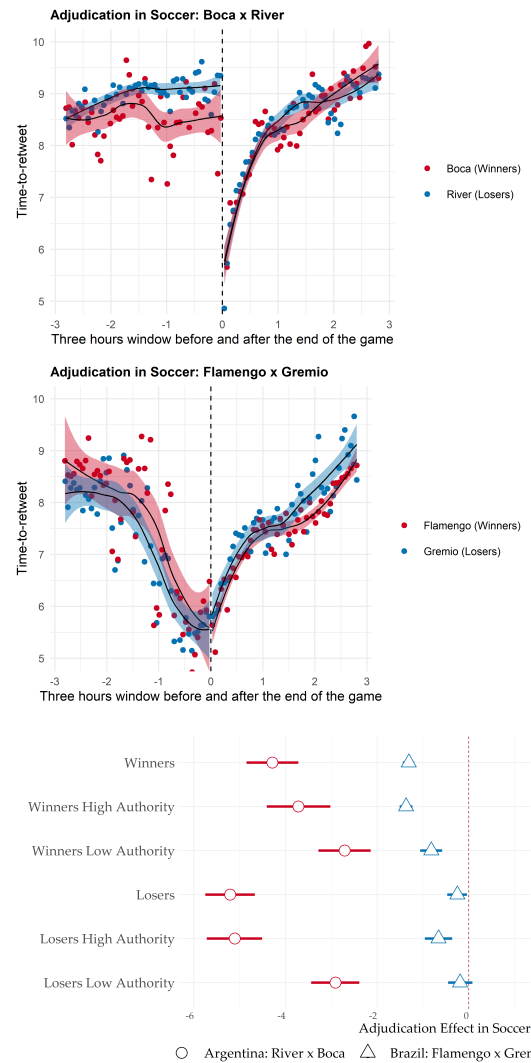 Adjudication in Soccer: Boca x River
10
9
8
7
6
5
Time-to-retweet
-3 -2 -1 0 1 2 3
Three hours window before and after the end of the game
Boca (Winners)
River (Losers)
Adjudication in Soccer: Flamengo x Gremio
10
9
8
7
6
5
Time-to-retweet
-3 -2 -1 0 1 2 3
Three hours window before and after the end of the game
Flamengo (Winners)
Gremio (Losers)
Winners
Winners High Authority
Winners Low Authority
Losers
Losers High Authority
Losers Low Authority
-6 -4 -2 0
Adjudication Effect in Soccer
Argentina: River x Boca Brazil: Flamengo x Gre